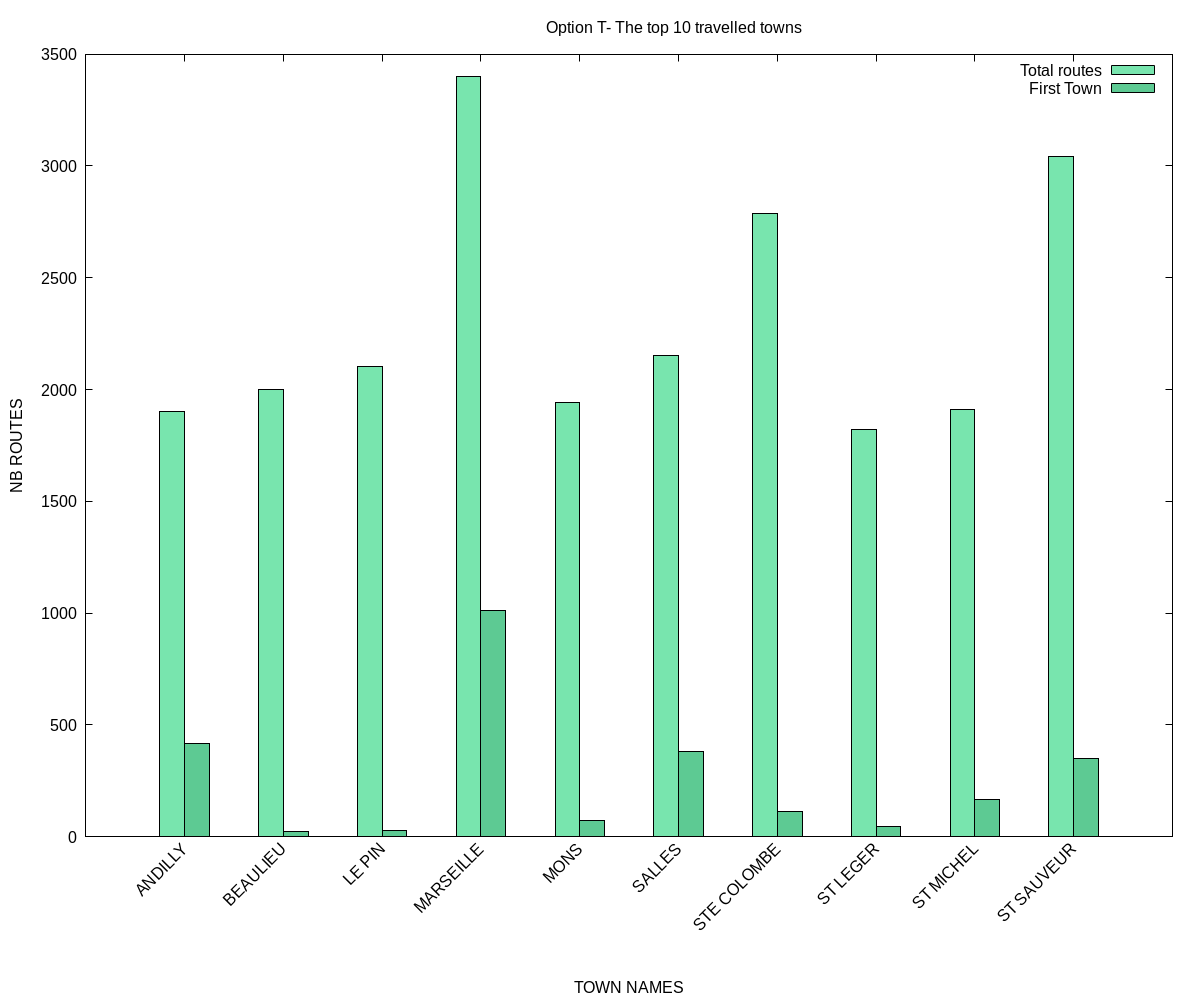 Option T- The top 10 travelled towns
Total routes
First Town
3500
3000
2500
2000
1500
1000
500
0
NB ROUTES
ANDILLY
BEAULIEU
LE PIN
MARSEILLE
MONS
SALLES
STE COLOMBE
ST LEGER
ST MICHEL
ST SAUVEUR
TOWN NAMES